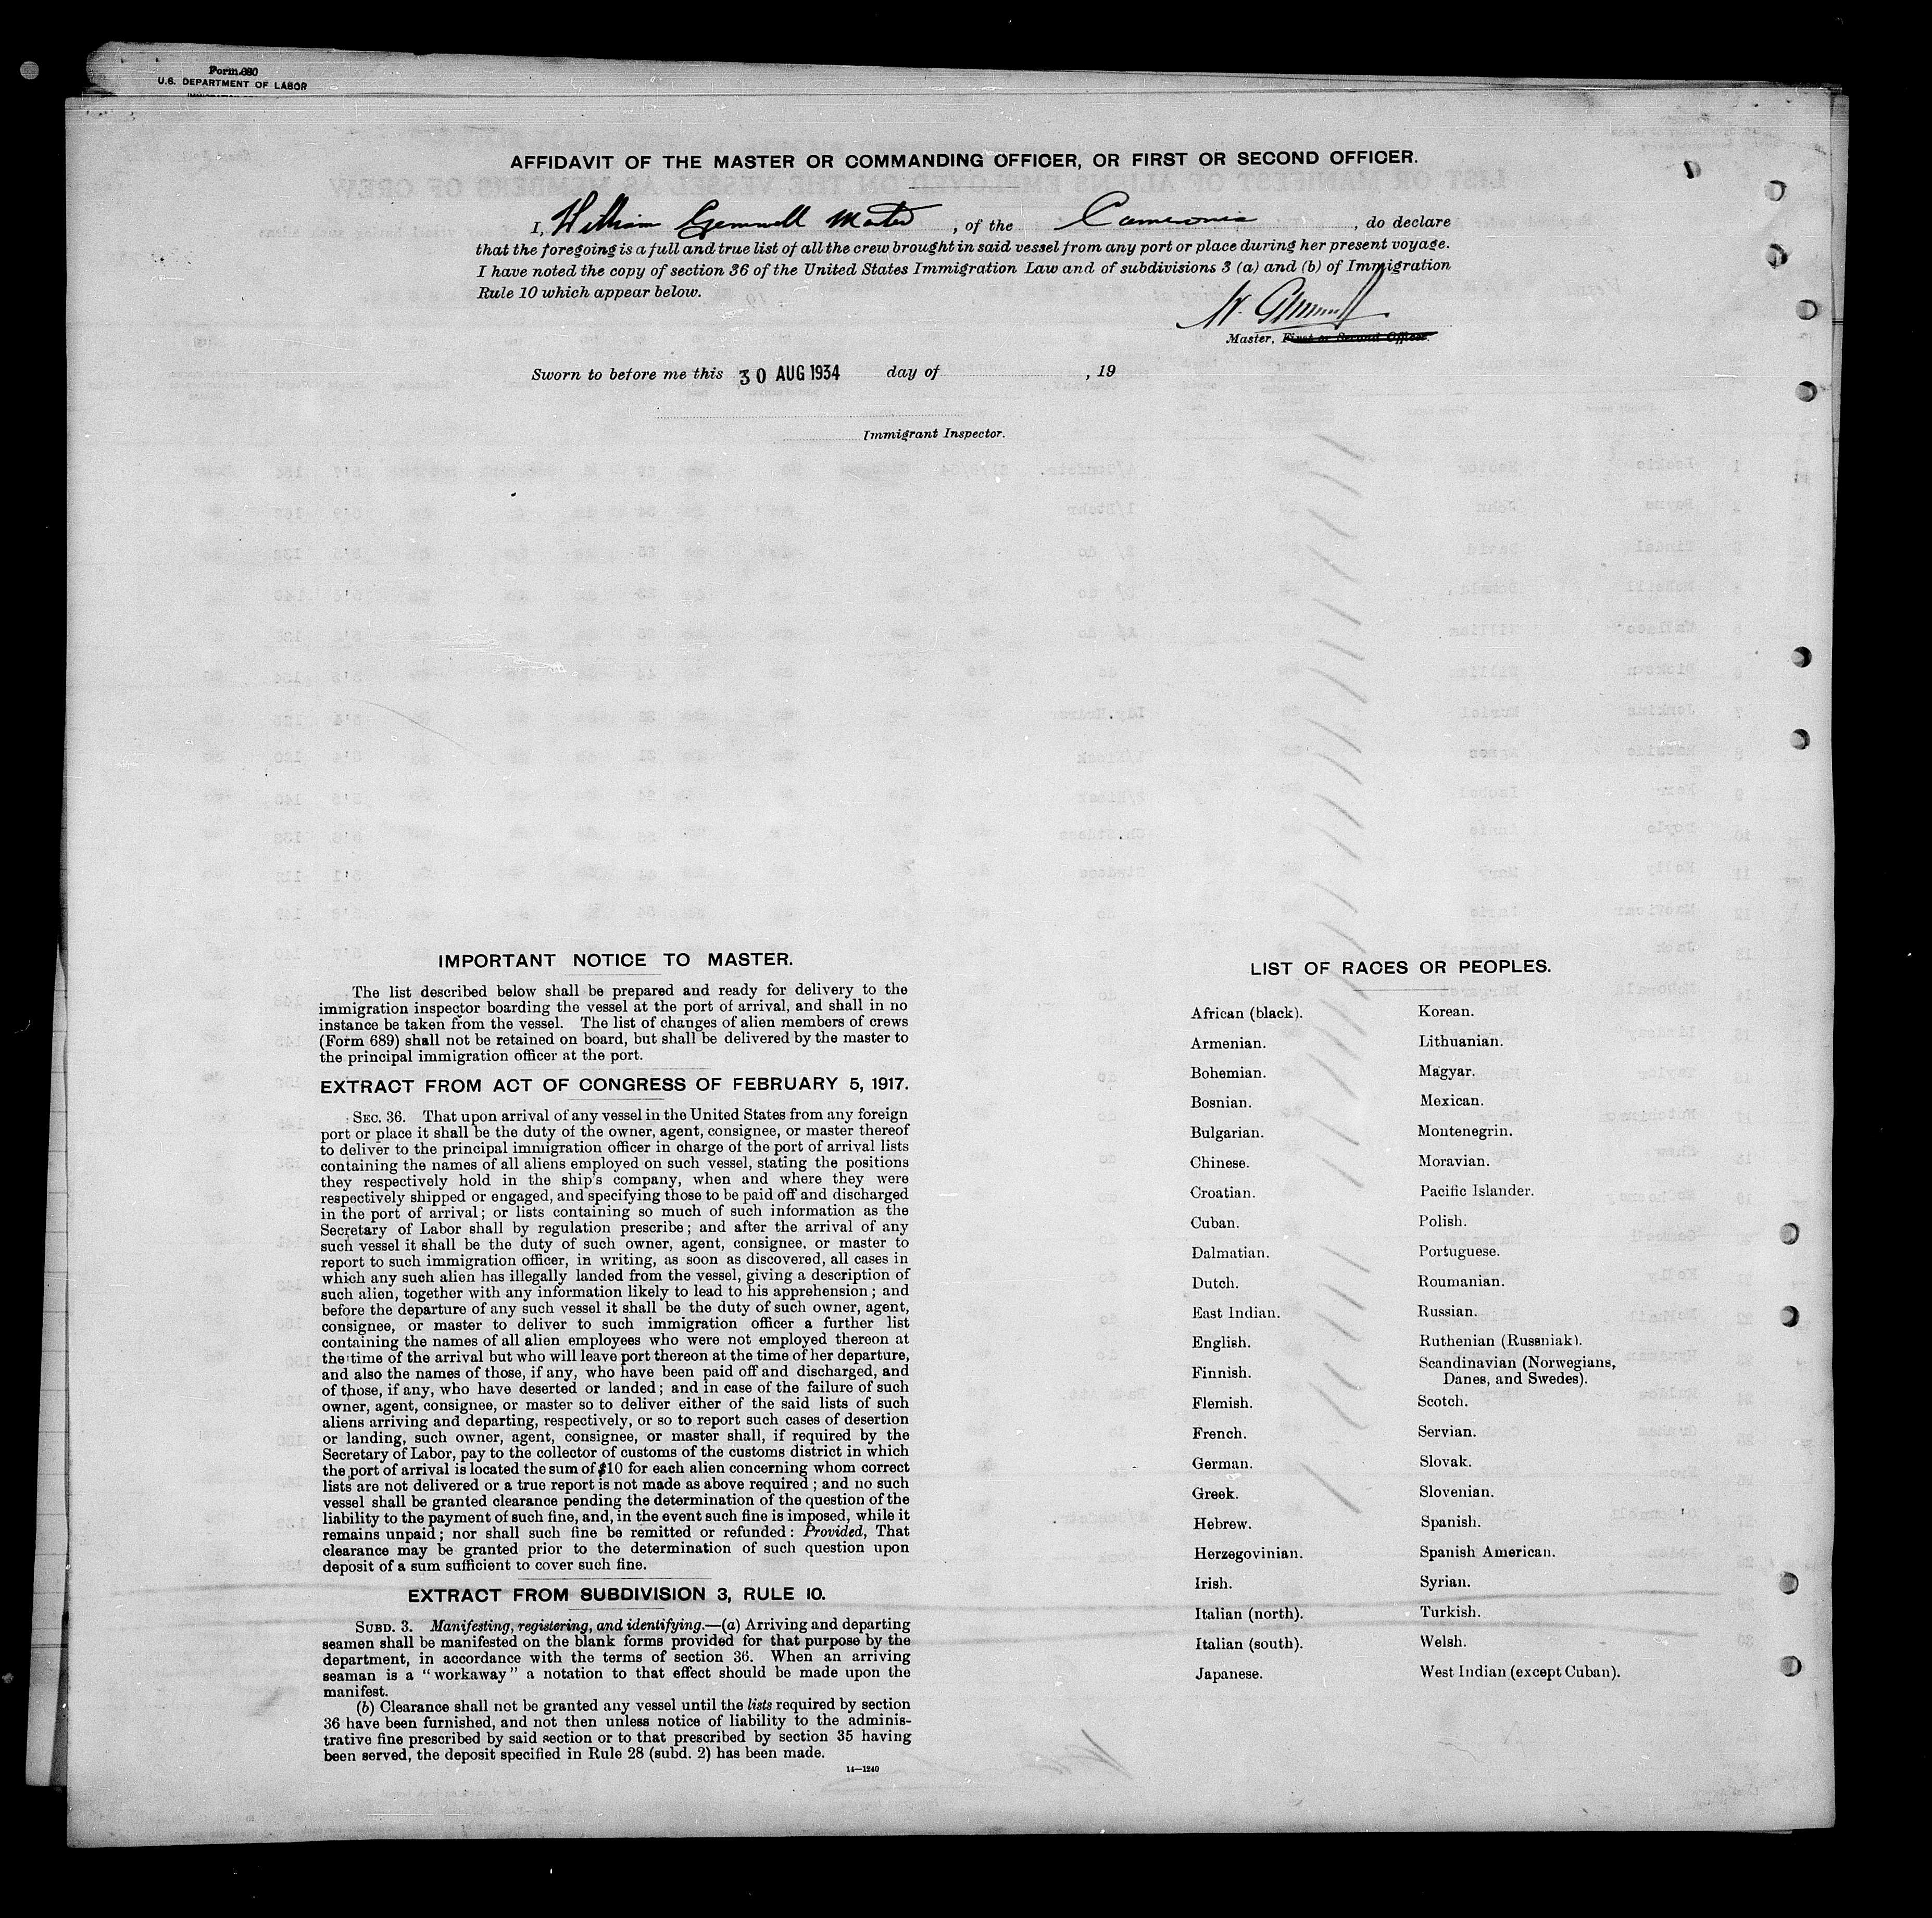 Form 680
U.S. DEPARTMENT OF LABOR
AFFIDAVIT OF THE MASTER OR COMMANDING OFFICER, OR FIRST OR SECOND OFFICER.
I, William Gemmell Master, of the Cameronia, do declare
that the foregoing is a full and true list of all the crew brought in said vessel from any port or place during her present voyage.
I have noted the copy of section 36 of the United States Immigration Law and of subdivisions 3 (a) and (b) of Immigration
Rule 10 which appear below.
W. Gemmell
Master, First or Second Officer.
Sworn to before me this 30 AUG 1934 day of , 19
Immigrant Inspector.
IMPORTANT NOTICE TO MASTER.
The list described below shall be prepared and ready for delivery to the
immigration inspector boarding the vessel at the port of arrival, and shall in no
instance be taken from the vessel. The list of changes of alien members of crews
(Form 689) shall not be retained on board, but shall be delivered by the master to
the principal immigration officer at the port.
EXTRACT FROM ACT OF CONGRESS OF FEBRUARY 5, 1917.
SEC. 36. That upon arrival of any vessel in the United States from any foreign
port or place it shall be the duty of the owner, agent, consignee, or master thereof
to deliver to the principal immigration officer in charge of the port of arrival lists
containing the names of all aliens employed on such vessel, stating the positions
they respectively hold in the ship's company, when and where they were
respectively shipped or engaged, and specifying those to be paid off and discharged
in the port of arrival; or lists containing so much of such information as the
Secretary of Labor shall by regulation prescribe; and after the arrival of any
such vessel it shall be the duty of such owner, agent, consignee, or master to
report to such immigration officer, in writing, as soon as discovered, all cases in
which any such alien has illegally landed from the vessel, giving a description of
such alien, together with any information likely to lead to his apprehension; and
before the departure of any such vessel it shall be the duty of such owner, agent,
consignee, or master to deliver to such immigration officer a further list
containing the names of all alien employees who were not employed thereon at
the time of the arrival but who will leave port thereon at the time of her departure,
and also the names of those, if any, who have been paid off and discharged, and
of those, if any, who have deserted or landed; and in case of the failure of such
owner, agent, consignee, or master so to deliver either of the said lists of such
aliens arriving and departing, respectively, or so to report such cases of desertion
or landing, such owner, agent, consignee, or master shall, if required by the
Secretary of Labor, pay to the collector of customs of the customs district in which
the port of arrival is located the sum of $10 for each alien concerning whom correct
lists are not delivered or a true report is not made as above required; and no such
vessel shall be granted clearance pending the determination of the question of the
liability to the payment of such fine, and, in the event such fine is imposed, while it
remains unpaid; nor shall such fine be remitted or refunded: Provided, That
clearance may be granted prior to the determination of such question upon
deposit of a sum sufficient to cover such fine.
EXTRACT FROM SUBDIVISION 3, RULE 10.
SUBD. 3. Manifesting, registering, and identifying.—(a) Arriving and departing
seamen shall be manifested on the blank forms provided for that purpose by the
department, in accordance with the terms of section 36. When an arriving
seaman is a "workaway" a notation to that effect should be made upon the
manifest.
(b) Clearance shall not be granted any vessel until the lists required by section
36 have been furnished, and not then unless notice of liability to the adminis-
trative fine prescribed by said section or to that prescribed by section 35 having
been served, the deposit specified in Rule 28 (subd. 2) has been made.
14—1240
LIST OF RACES OR PEOPLES.
African (black).
Armenian.
Bohemian.
Bosnian.
Bulgarian.
Chinese.
Croatian.
Cuban.
Dalmatian.
Dutch.
East Indian.
English.
Finnish.
Flemish.
French.
German.
Greek.
Hebrew.
Herzegovinian.
Irish.
Italian (north).
Italian (south).
Japanese.
Korean.
Lithuanian.
Magyar.
Mexican.
Montenegrin.
Moravian.
Pacific Islander.
Polish.
Portuguese.
Roumanian.
Russian.
Ruthenian (Russniak).
Scandinavian (Norwegians,
Danes, and Swedes).
Scotch.
Servian.
Slovak.
Slovenian.
Spanish.
Spanish American.
Syrian.
Turkish.
Welsh.
West Indian (except Cuban).